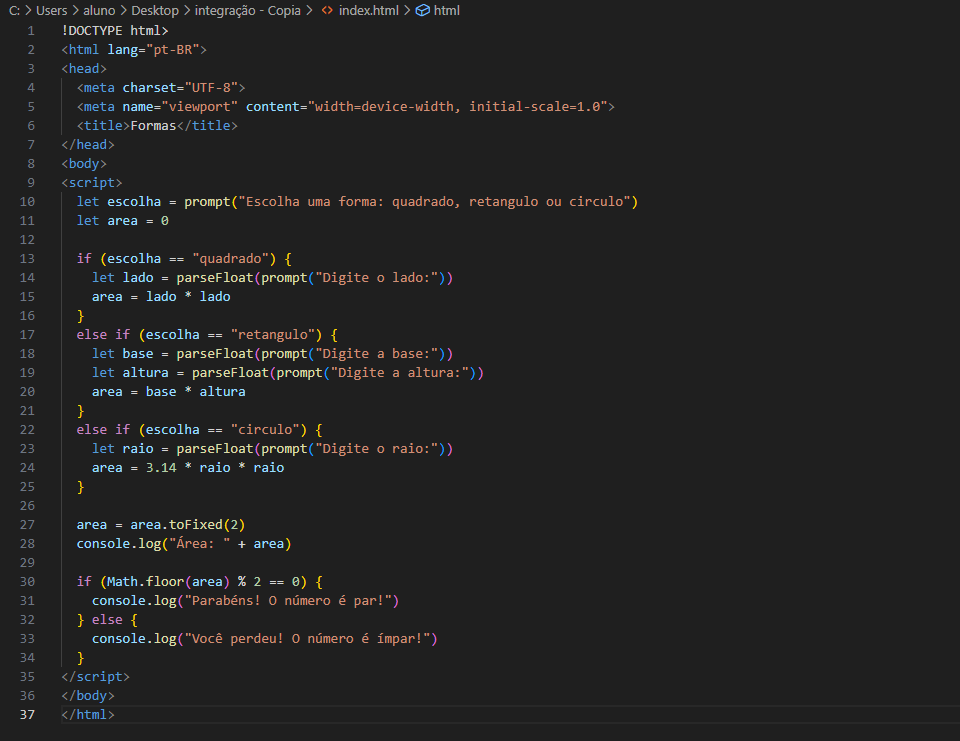 C: > Users > aluno > Desktop > integração - Copia > <> index.html > html
1 !DOCTYPE html>
2 <html lang="pt-BR">
3 <head>
4   <meta charset="UTF-8">
5   <meta name="viewport" content="width=device-width, initial-scale=1.0">
6   <title>Formas</title>
7 </head>
8 <body>
9 <script>
10   let escolha = prompt("Escolha uma forma: quadrado, retangulo ou circulo")
11   let area = 0
12
13   if (escolha == "quadrado") {
14     let lado = parseFloat(prompt("Digite o lado:"))
15     area = lado * lado
16   }
17   else if (escolha == "retangulo") {
18     let base = parseFloat(prompt("Digite a base:"))
19     let altura = parseFloat(prompt("Digite a altura:"))
20     area = base * altura
21   }
22   else if (escolha == "circulo") {
23     let raio = parseFloat(prompt("Digite o raio:"))
24     area = 3.14 * raio * raio
25   }
26
27   area = area.toFixed(2)
28   console.log("Área: " + area)
29
30   if (Math.floor(area) % 2 == 0) {
31     console.log("Parabéns! O número é par!")
32   } else {
33     console.log("Você perdeu! O número é ímpar!")
34   }
35 </script>
36 </body>
37 </html>